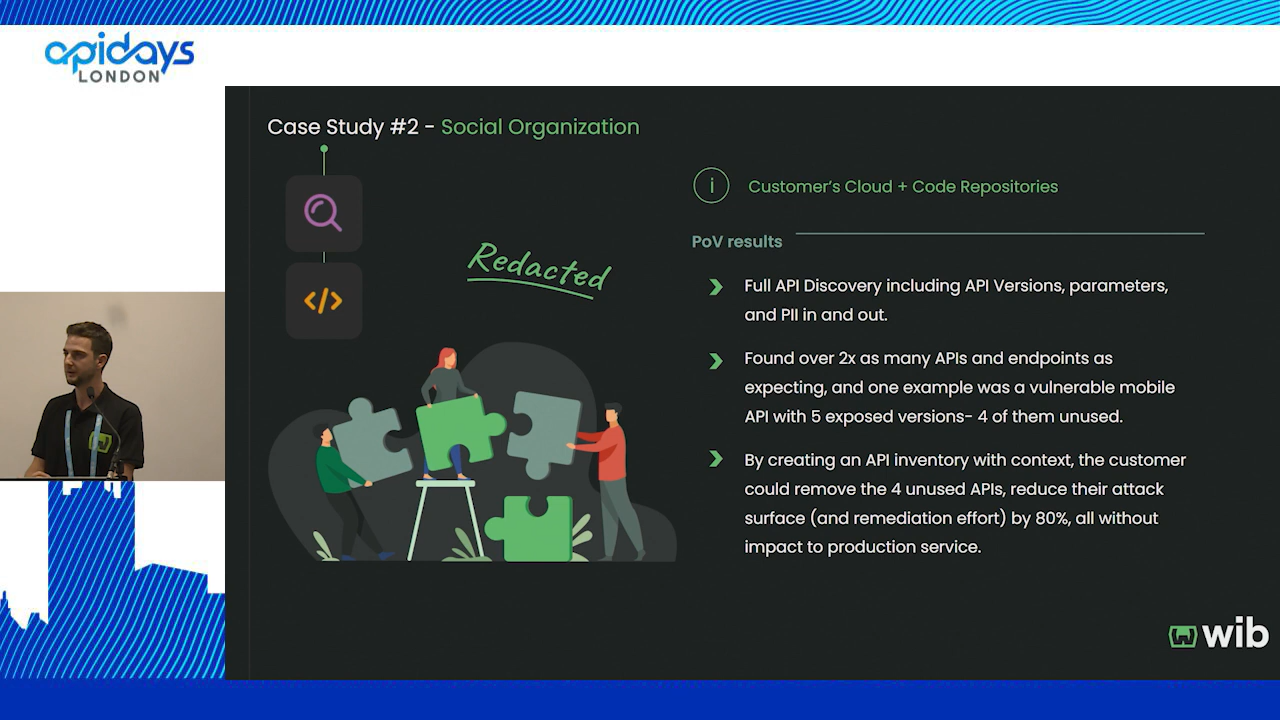 apidays
LONDON
Case Study #2 - Social Organization
i
Customer's Cloud + Code Repositories
Redacted
PoV results
Full API Discovery including API Versions, parameters,
and PII in and out.
Found over 2x as many APIs and endpoints as
expecting, and one example was a vulnerable mobile
API with 5 exposed versions- 4 of them unused.
By creating an API inventory with context, the customer
could remove the 4 unused APIs, reduce their attack
surface (and remediation effort) by 80%, all without
impact to production service.
wib